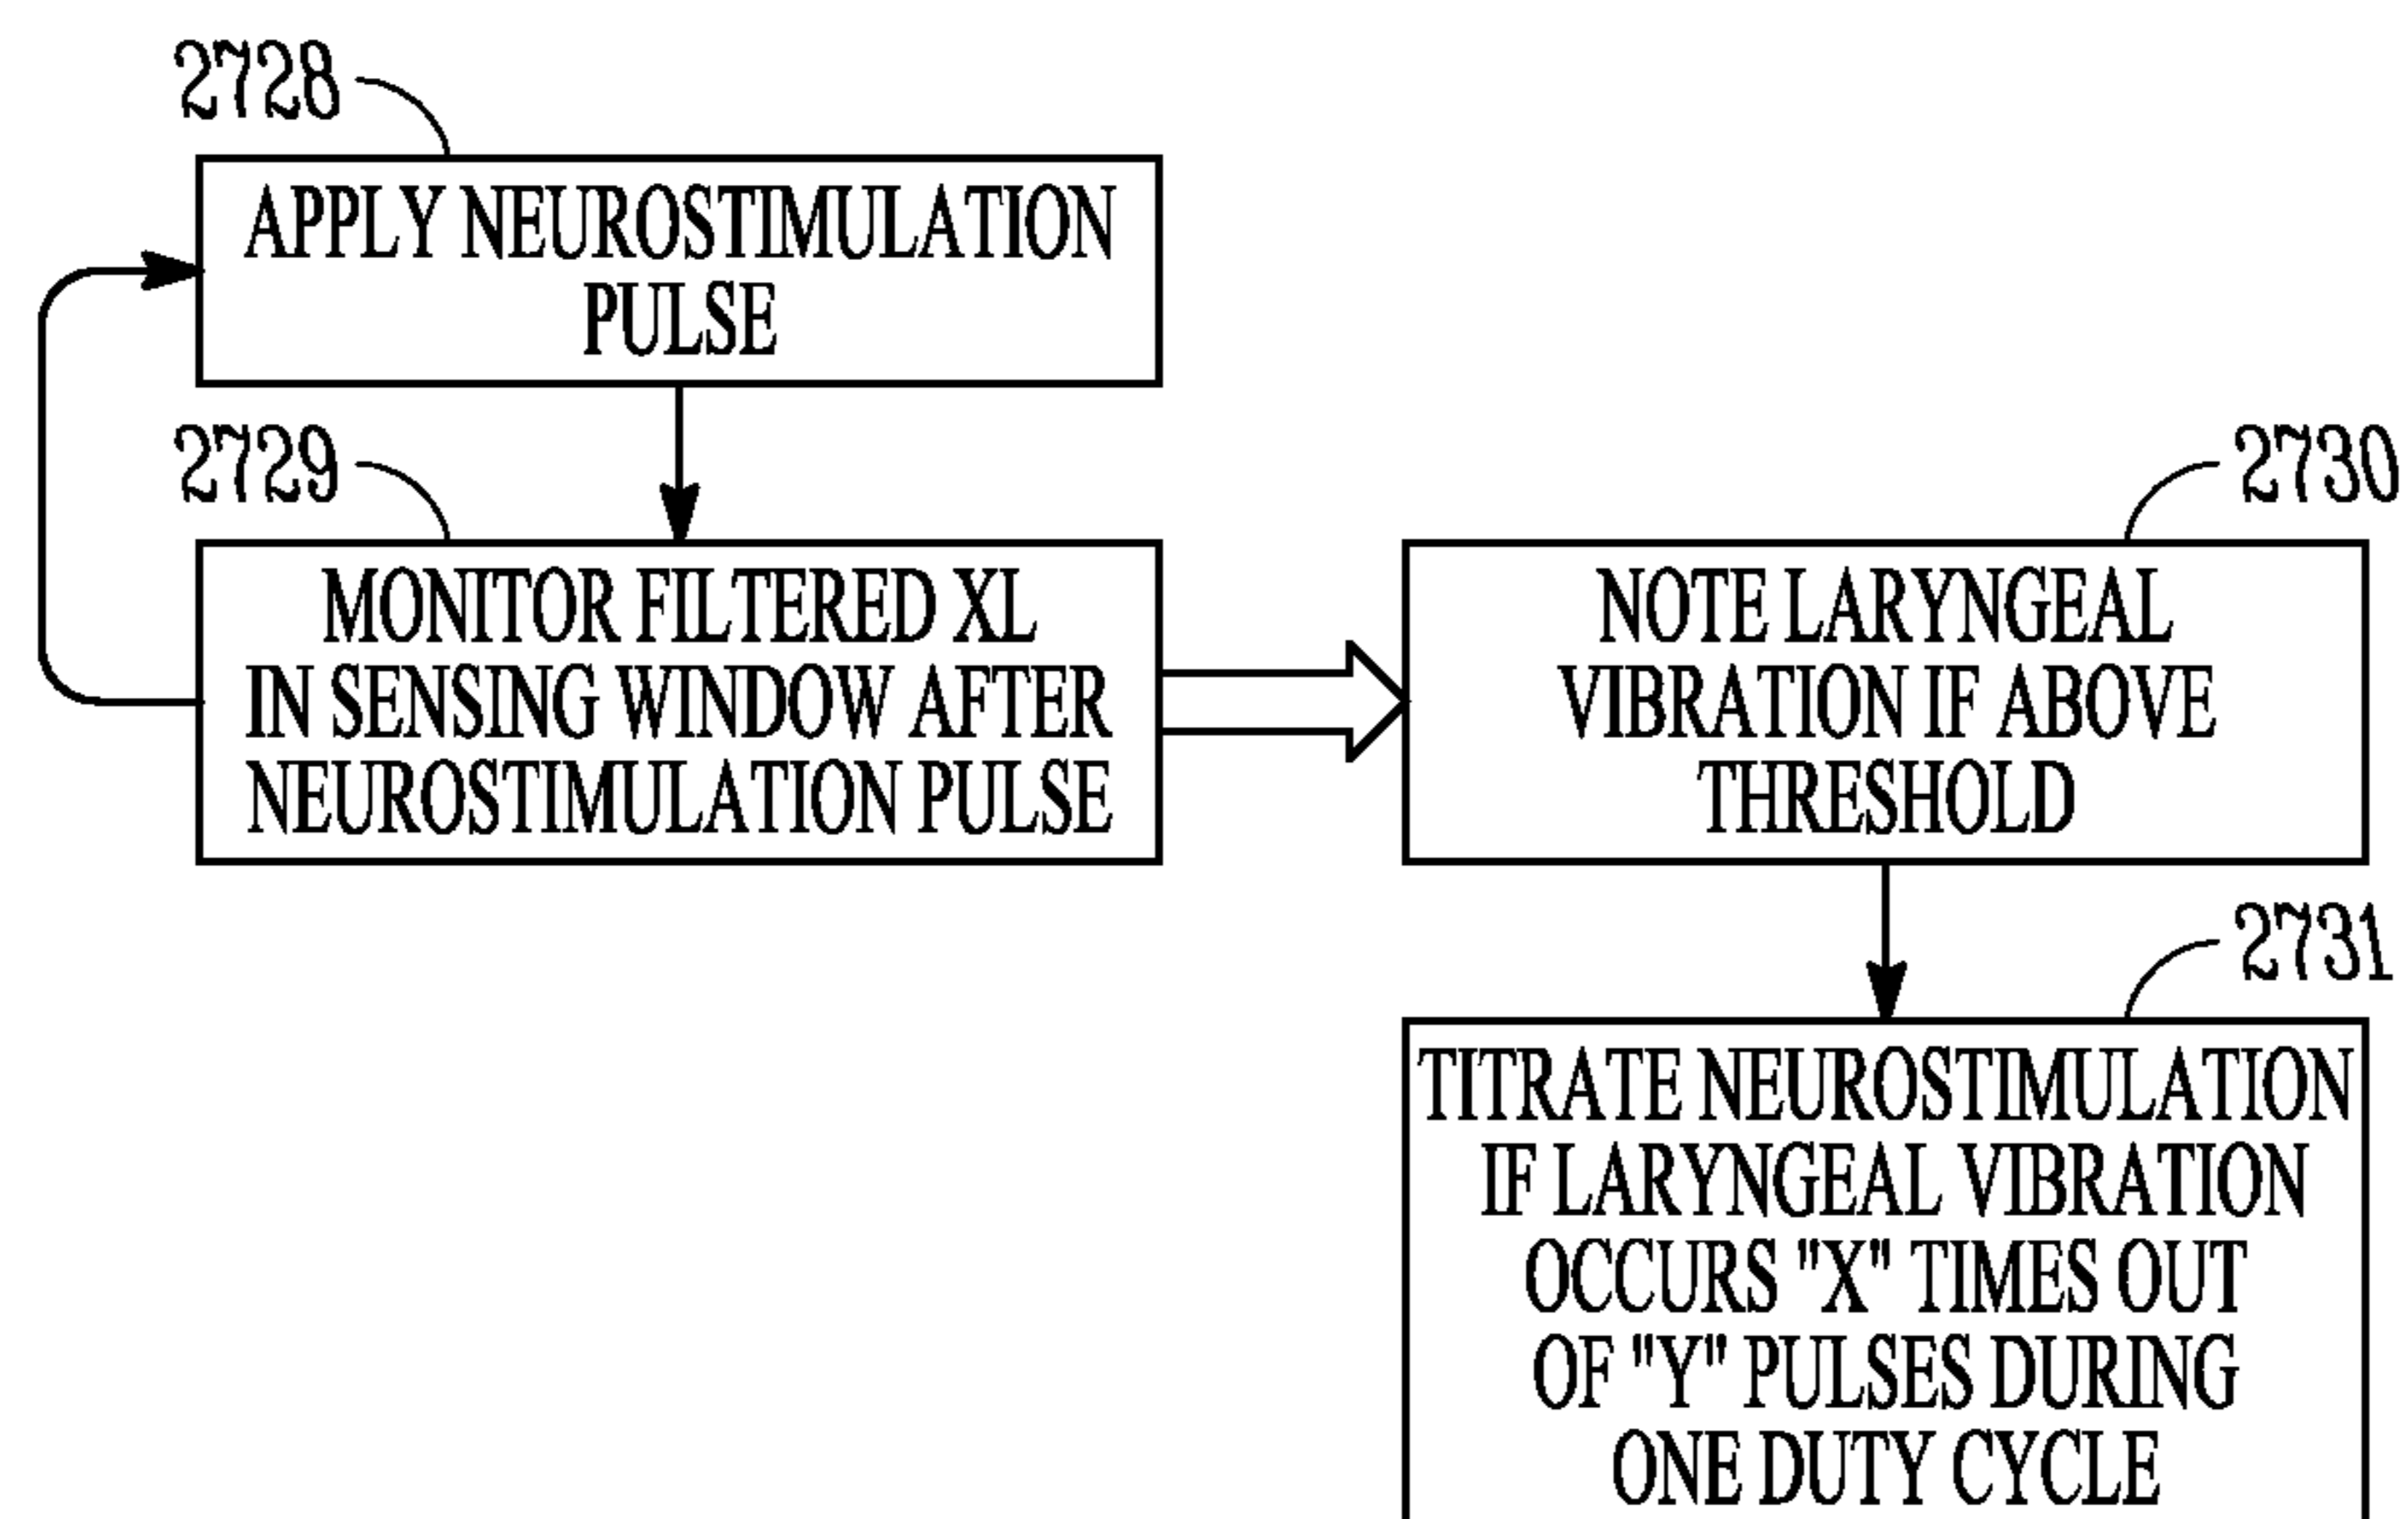 2728
APPLY NEUROSTIMULATION
PULSE
2729
MONITOR FILTERED XL
IN SENSING WINDOW AFTER
NEUROSTIMULATION PULSE
2730
NOTE LARYNGEAL
VIBRATION IF ABOVE
THRESHOLD
2731
TITRATE NEUROSTIMULATION
IF LARYNGEAL VIBRATION
OCCURS "X" TIMES OUT
OF "Y" PULSES DURING
ONE DUTY CYCLE